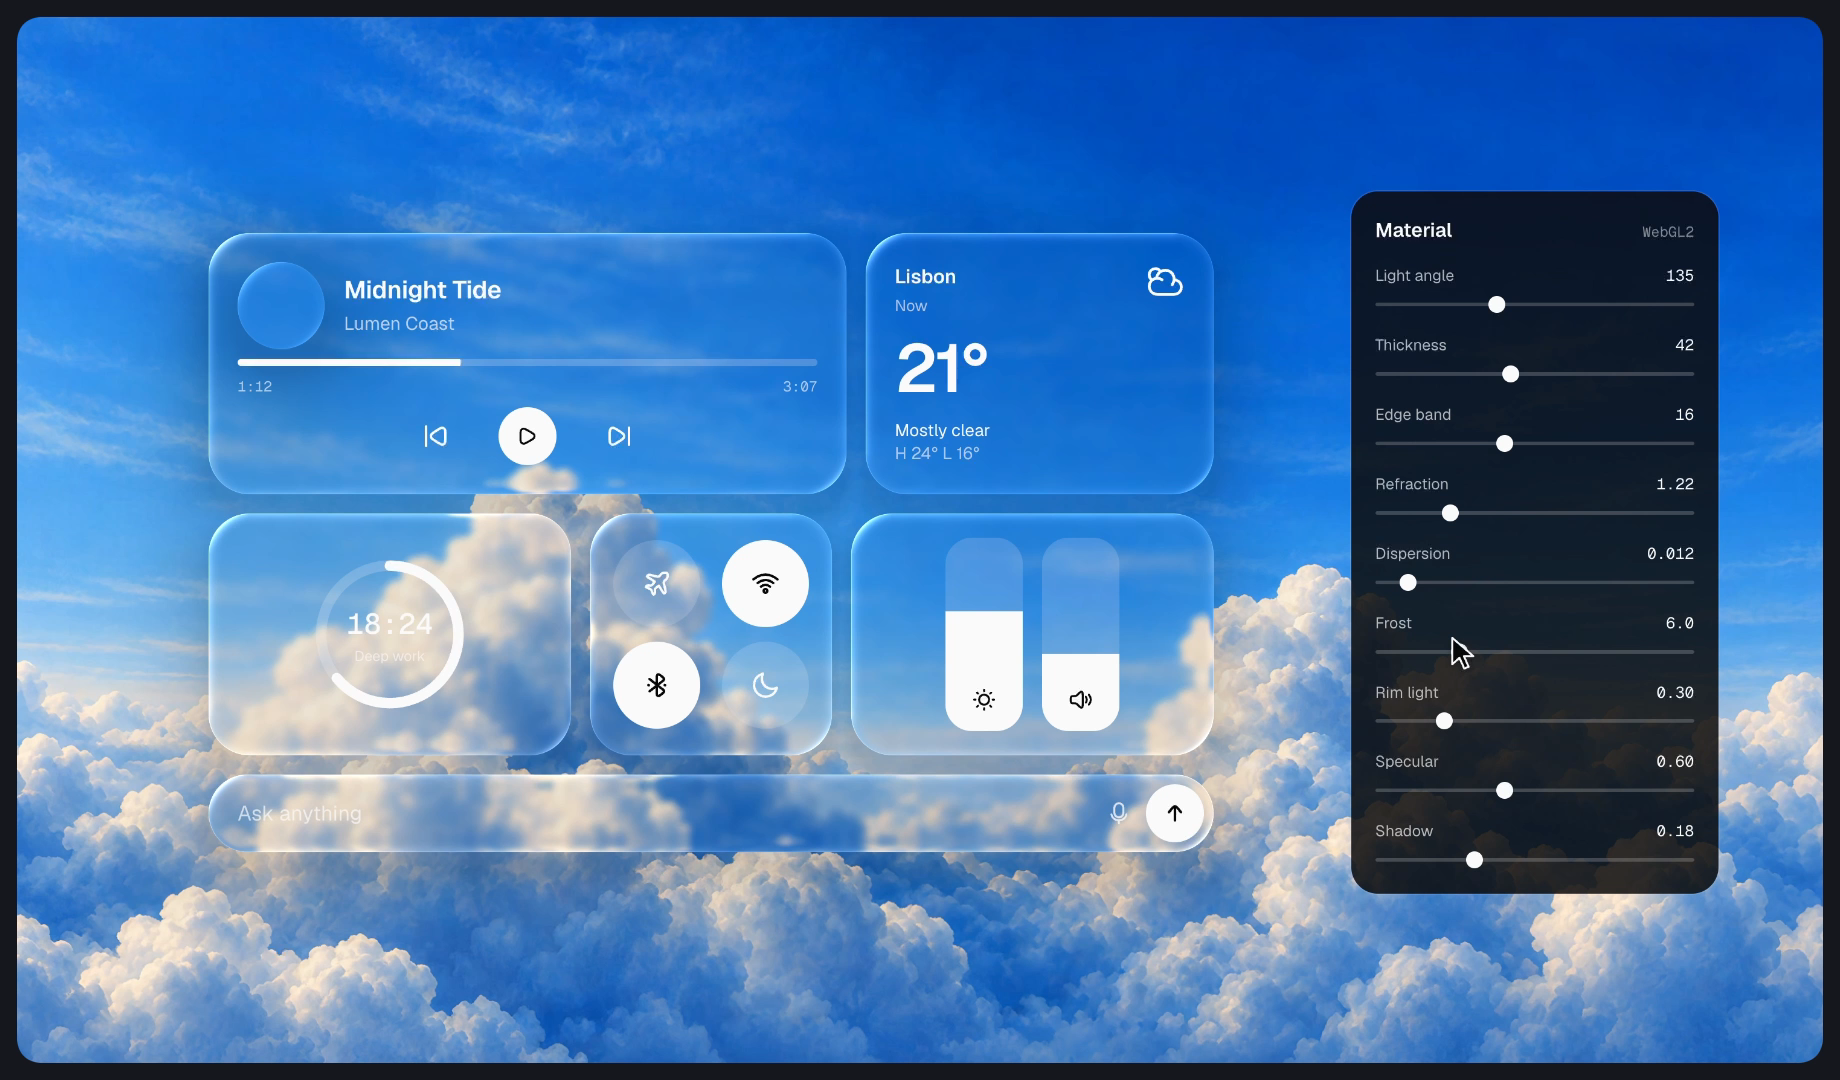 Midnight Tide
Lumen Coast
1:12
3:07
Lisbon
Now
21°
Mostly clear
H 24° L 16°
18:24
Deep work
Ask anything
Material
WebGL2
Light angle 135
Thickness 42
Edge band 16
Refraction 1.22
Dispersion 0.012
Frost 6.0
Rim light 0.30
Specular 0.60
Shadow 0.18